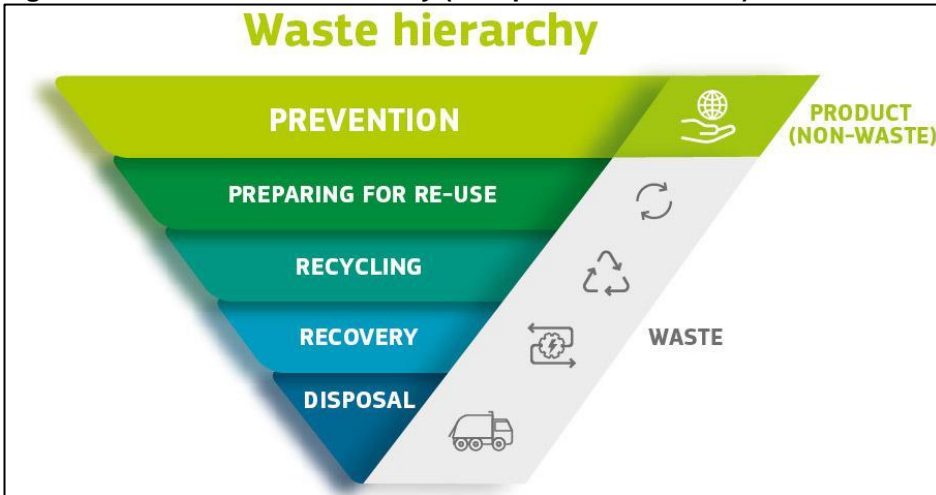 Waste hierarchy
PREVENTION
PRODUCT
(NON-WASTE)
PREPARING FOR RE-USE
RECYCLING
RECOVERY
WASTE
DISPOSAL